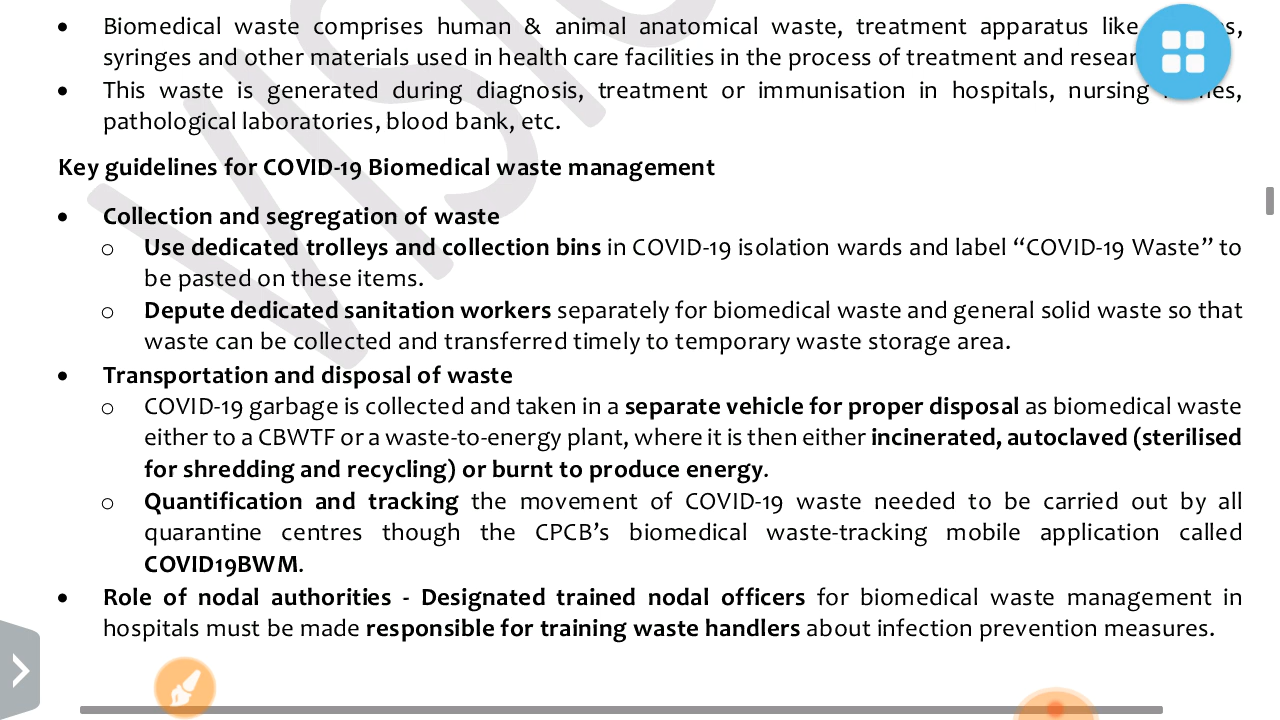 • Biomedical waste comprises human & animal anatomical waste, treatment apparatus like
syringes and other materials used in health care facilities in the process of treatment and
• This waste is generated during diagnosis, treatment or immunisation in hospitals, nursing
pathological laboratories, blood bank, etc.
Key guidelines for COVID-19 Biomedical waste management
• Collection and segregation of waste
o Use dedicated trolleys and collection bins in COVID-19 isolation wards and label “COVID-19 Waste” to
be pasted on these items.
o Depute dedicated sanitation workers separately for biomedical waste and general solid waste so that
waste can be collected and transferred timely to temporary waste storage area.
• Transportation and disposal of waste
o COVID-19 garbage is collected and taken in a separate vehicle for proper disposal as biomedical waste
either to a CBWTF or a waste-to-energy plant, where it is then either incinerated, autoclaved (sterilised
for shredding and recycling) or burnt to produce energy.
o Quantification and tracking the movement of COVID-19 waste needed to be carried out by all
quarantine centres though the CPCB’s biomedical waste-tracking mobile application called
COVID19BWM.
• Role of nodal authorities - Designated trained nodal officers for biomedical waste management in
hospitals must be made responsible for training waste handlers about infection prevention measures.